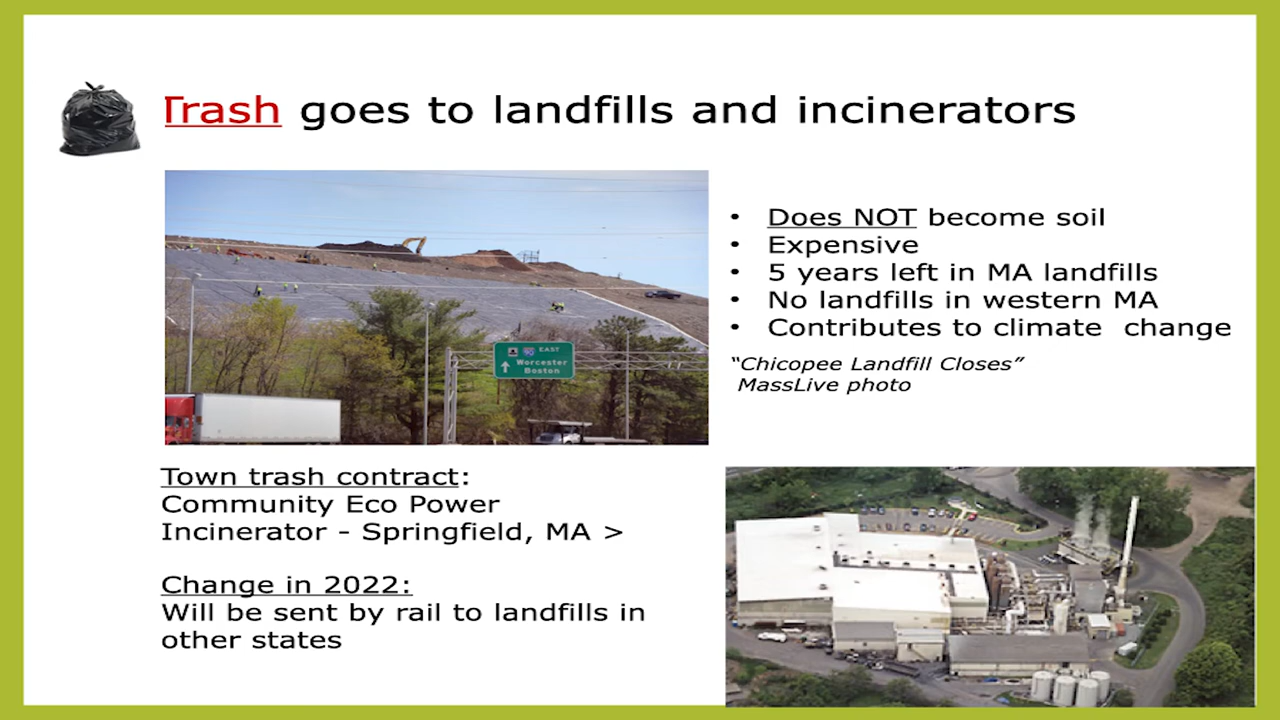 Trash goes to landfills and incinerators
EAST
Worcester
Boston
• Does NOT become soil
• Expensive
• 5 years left in MA landfills
• No landfills in western MA
• Contributes to climate change
“Chicopee Landfill Closes”
MassLive photo
Town trash contract:
Community Eco Power
Incinerator - Springfield, MA >
Change in 2022:
Will be sent by rail to landfills in
other states